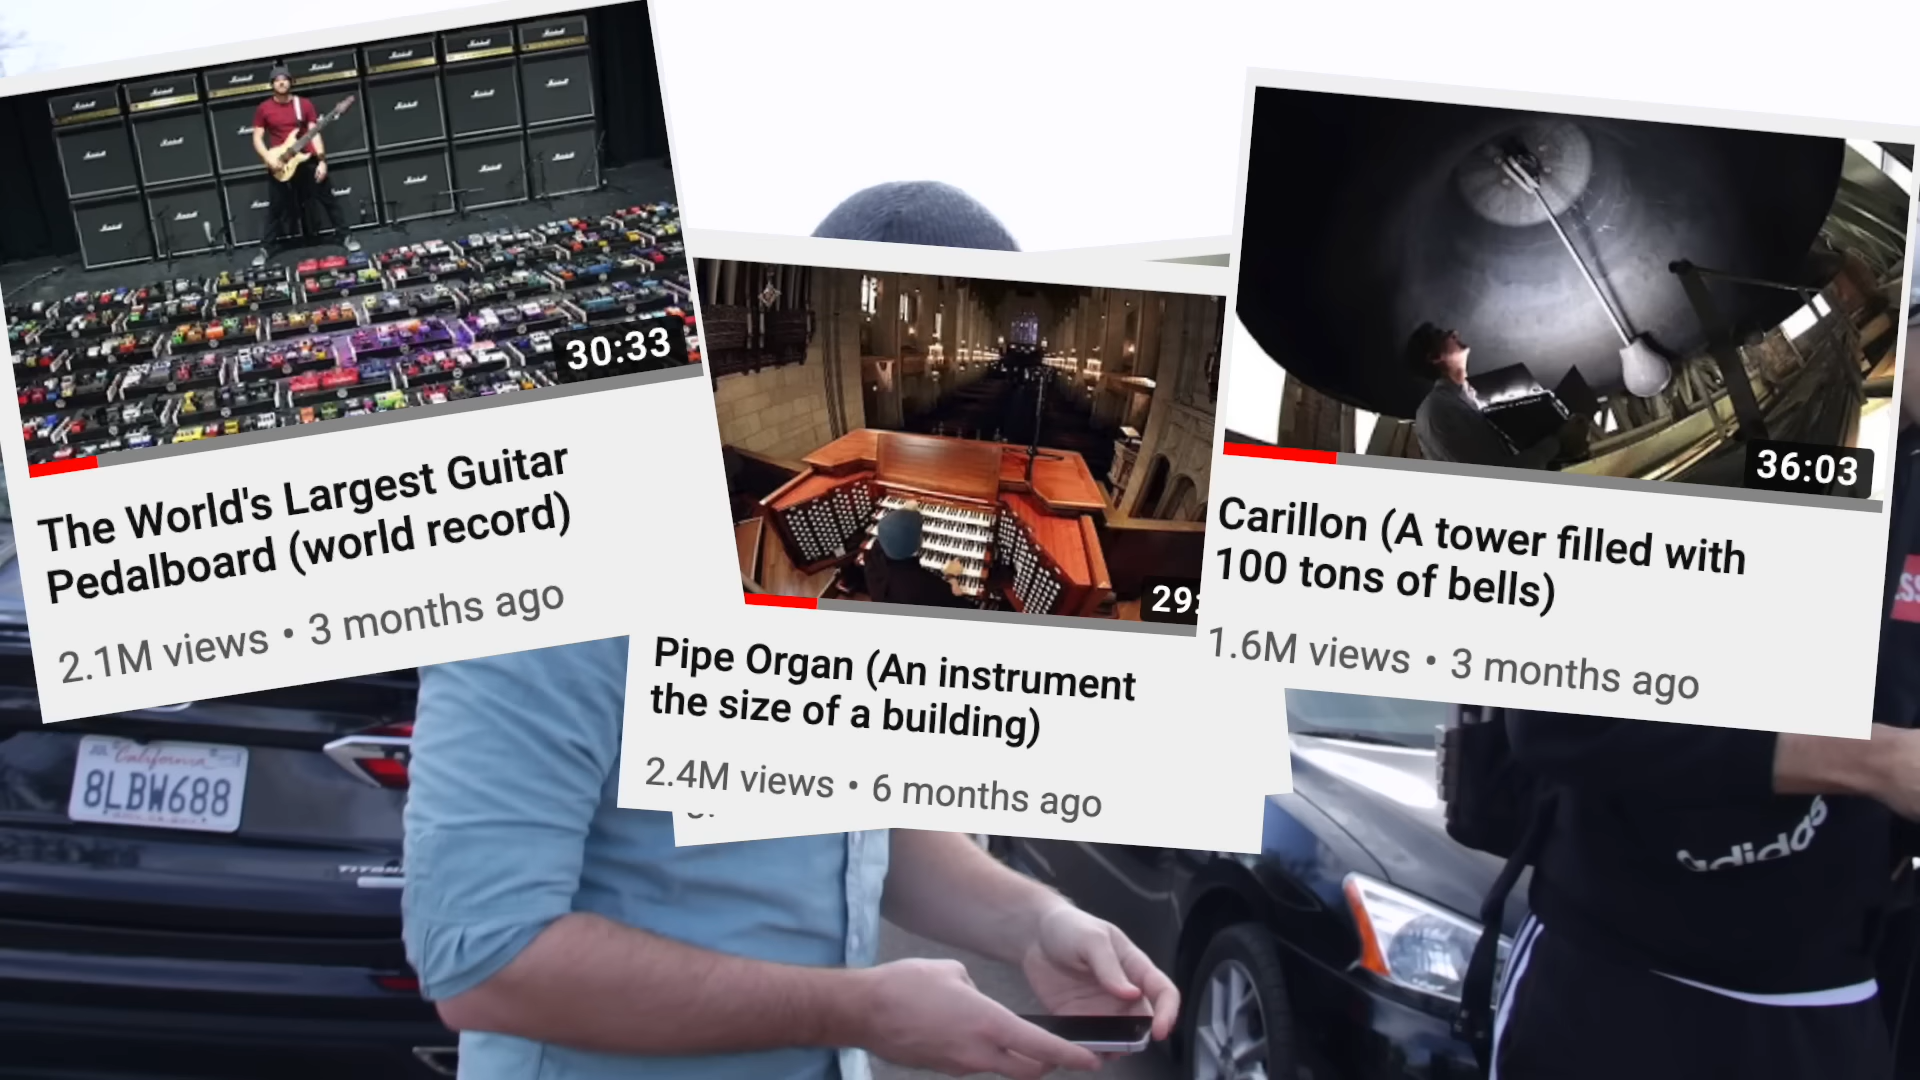 30:33
The World's Largest Guitar
Pedalboard (world record)
2.1M views • 3 months ago
29:
Pipe Organ (An instrument
the size of a building)
2.4M views • 6 months ago
36:03
Carillon (A tower filled with
100 tons of bells)
1.6M views • 3 months ago
California
8LBW688
adidas